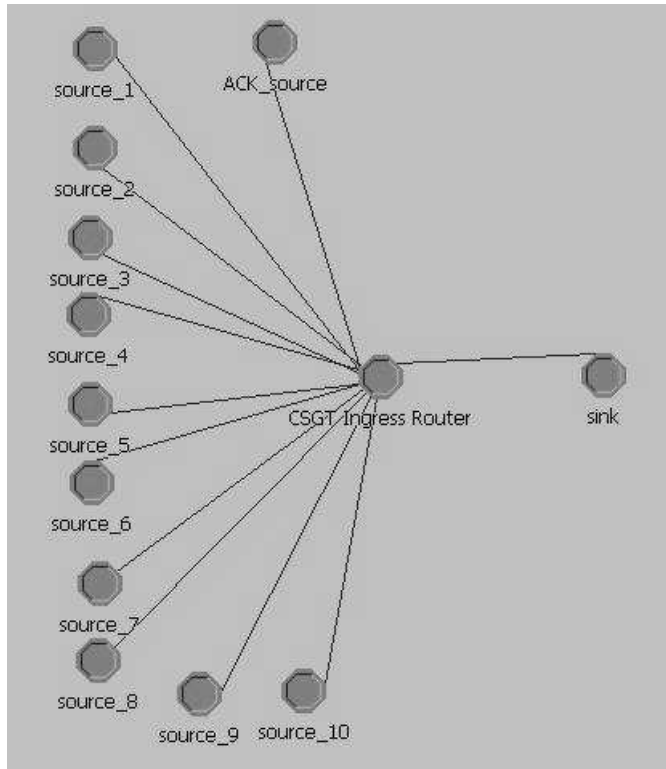 source_1
ACK_source
source_2
source_3
source_4
CSGT Ingress Router
sink
source_5
source_6
source_7
source_8
source_9
source_10